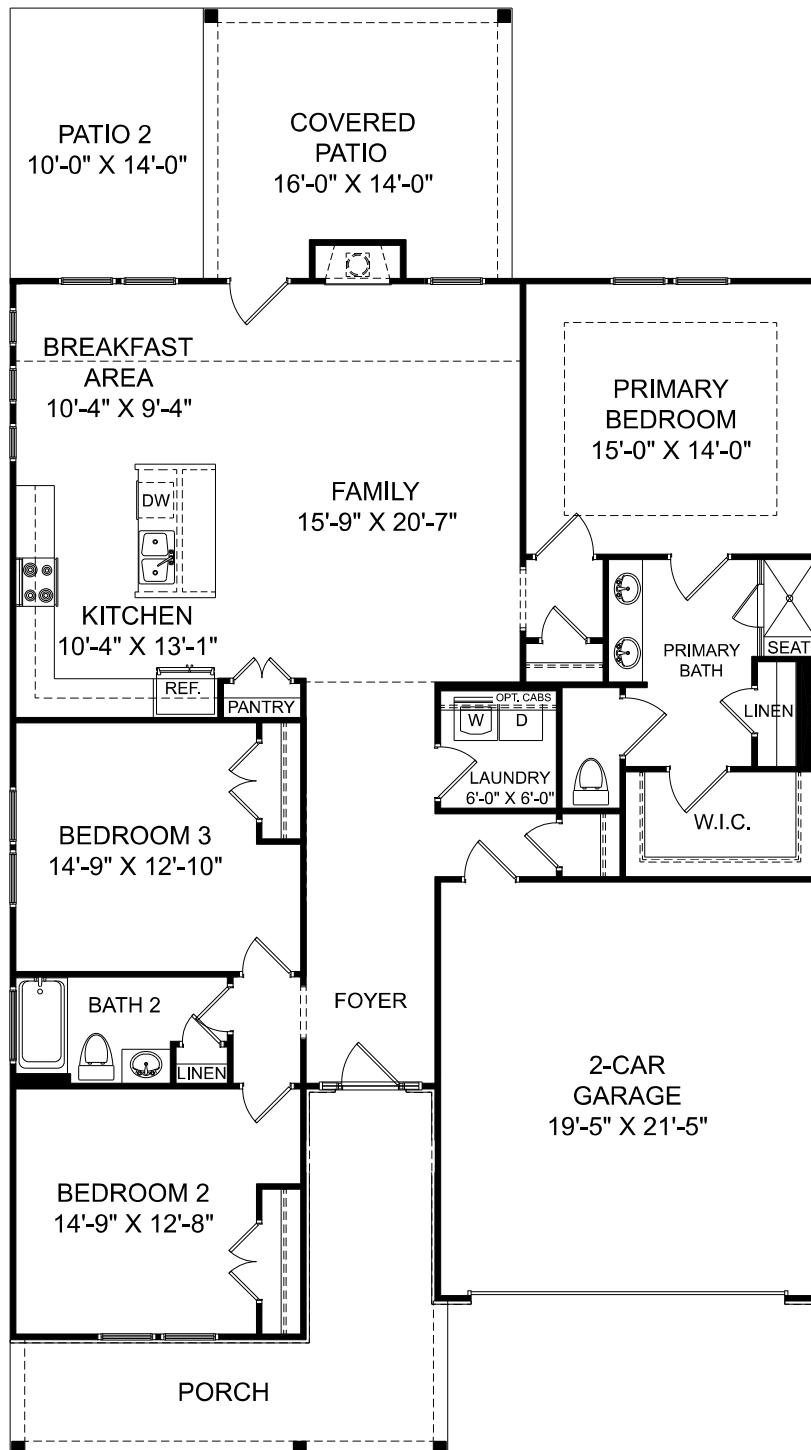 PATIO 2
10'-0" X 14'-0"
COVERED
PATIO
16'-0" X 14'-0"
BREAKFAST
AREA
10'-4" X 9'-4"
PRIMARY
BEDROOM
15'-0" X 14'-0"
DW
FAMILY
15'-9" X 20'-7"
KITCHEN
10'-4" X 13'-1"
REF.
PANTRY
PRIMARY
BATH
SEAT
LINEN
OPT. CABS
W
D
LAUNDRY
6'-0" X 6'-0"
W.I.C.
BEDROOM 3
14'-9" X 12'-10"
BATH 2
LINEN
FOYER
2-CAR
GARAGE
19'-5" X 21'-5"
BEDROOM 2
14'-9" X 12'-8"
PORCH